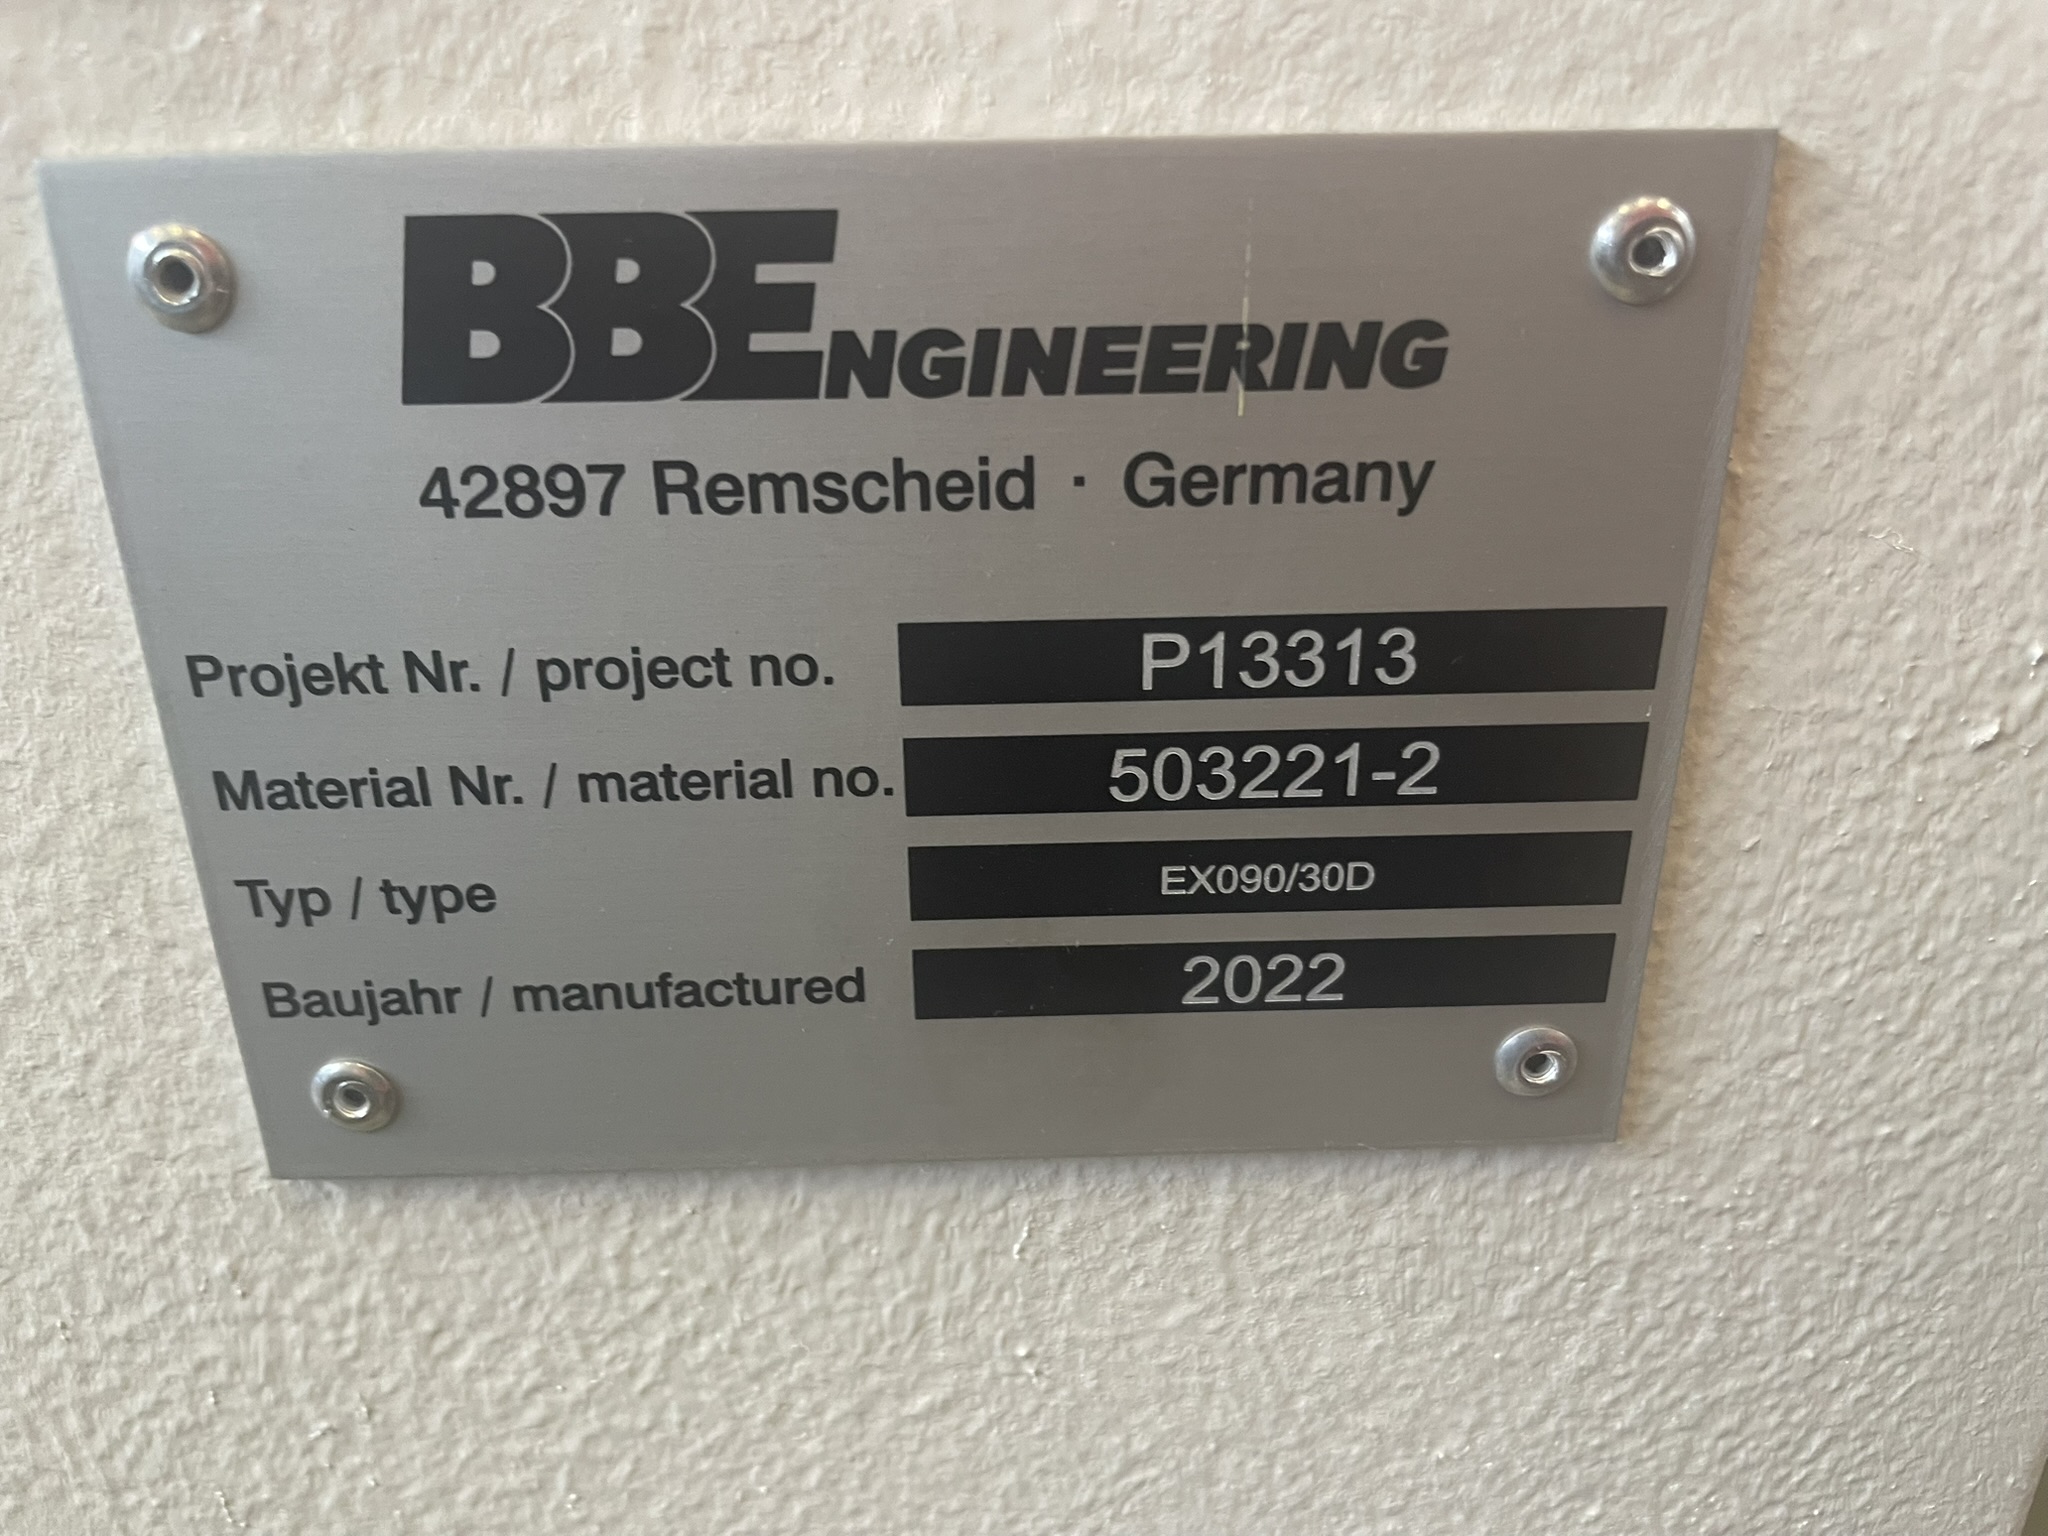 BBENGINEERING
42897 Remscheid · Germany
Projekt Nr. / project no. P13313
Material Nr. / material no. 503221-2
Typ / type EX090/30D
Baujahr / manufactured 2022